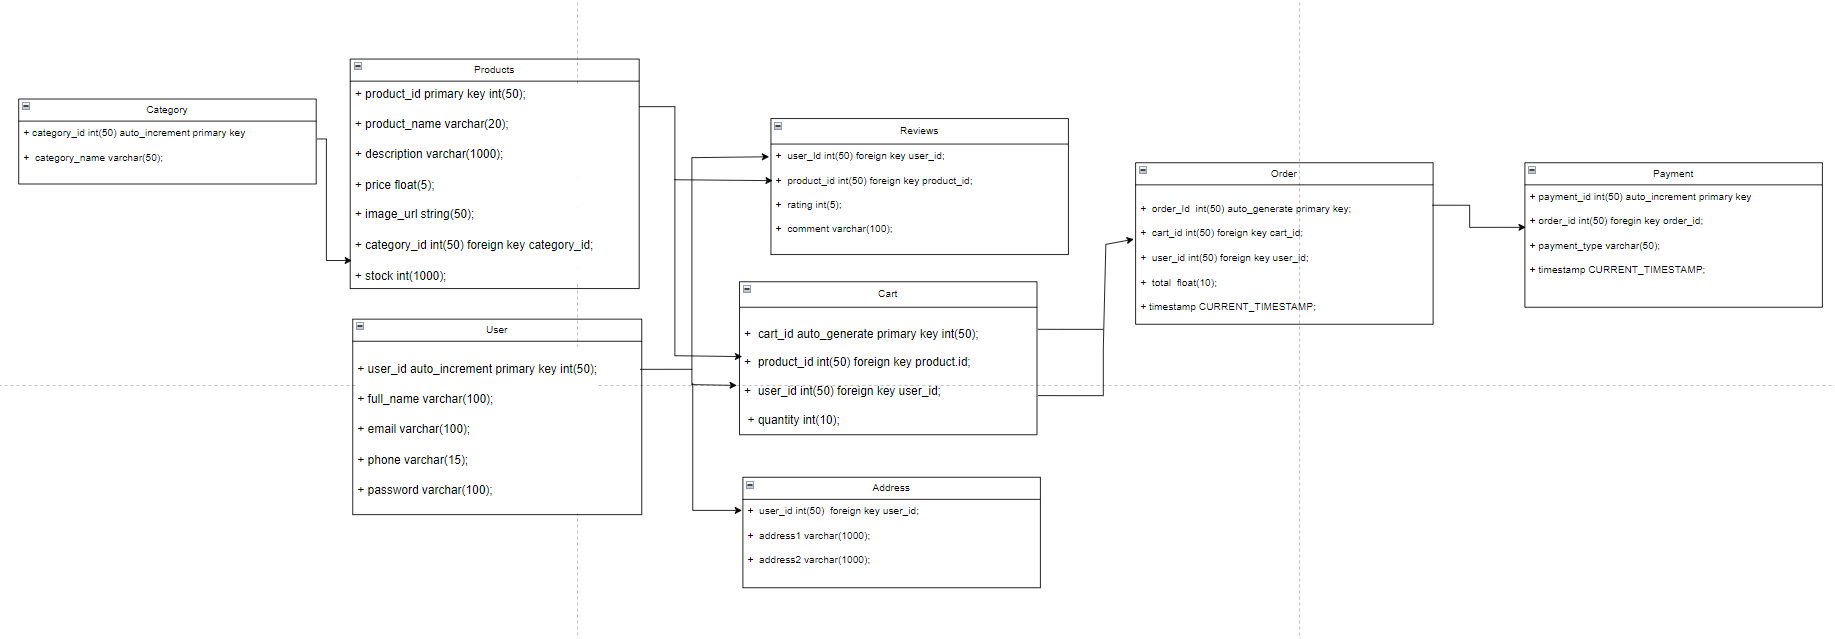 Category
+ category_id int(50) auto_increment primary key
+ category_name varchar(50);
Products
+ product_id primary key int(50);
+ product_name varchar(20);
+ description varchar(1000);
+ price float(5);
+ image_url string(50);
+ category_id int(50) foreign key category_id;
+ stock int(1000);
User
+ user_id auto_increment primary key int(50);
+ full_name varchar(100);
+ email varchar(100);
+ phone varchar(15);
+ password varchar(100);
Reviews
+ user_Id int(50) foreign key user_id;
+ product_id int(50) foreign key product_id;
+ rating int(5);
+ comment varchar(100);
Cart
+ cart_id auto_generate primary key int(50);
+ product_id int(50) foreign key product.id;
+ user_id int(50) foreign key user_id;
+ quantity int(10);
Address
+ user_id int(50) foreign key user_id;
+ address1 varchar(1000);
+ address2 varchar(1000);
Order
+ order_Id int(50) auto_generate primary key;
+ cart_id int(50) foreign key cart_id;
+ user_id int(50) foreign key user_id;
+ total float(10);
+ timestamp CURRENT_TIMESTAMP;
Payment
+ payment_id int(50) auto_increment primary key
+ order_id int(50) foregin key order_id;
+ payment_type varchar(50);
+ timestamp CURRENT_TIMESTAMP;